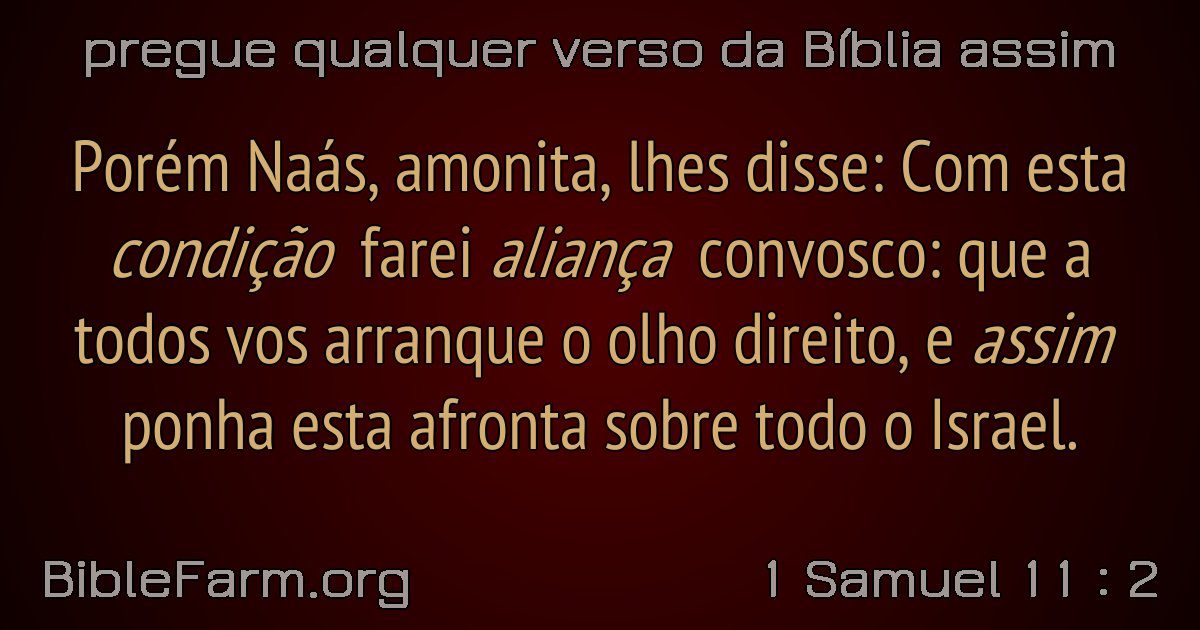 pregue qualquer verso da Bíblia assim
Porém Naás, amonita, lhes disse: Com esta
condição farei aliança convosco: que a
todos vos arranque o olho direito, e assim
ponha esta afronta sobre todo o Israel.
BibleFarm.org
1 Samuel 11 : 2